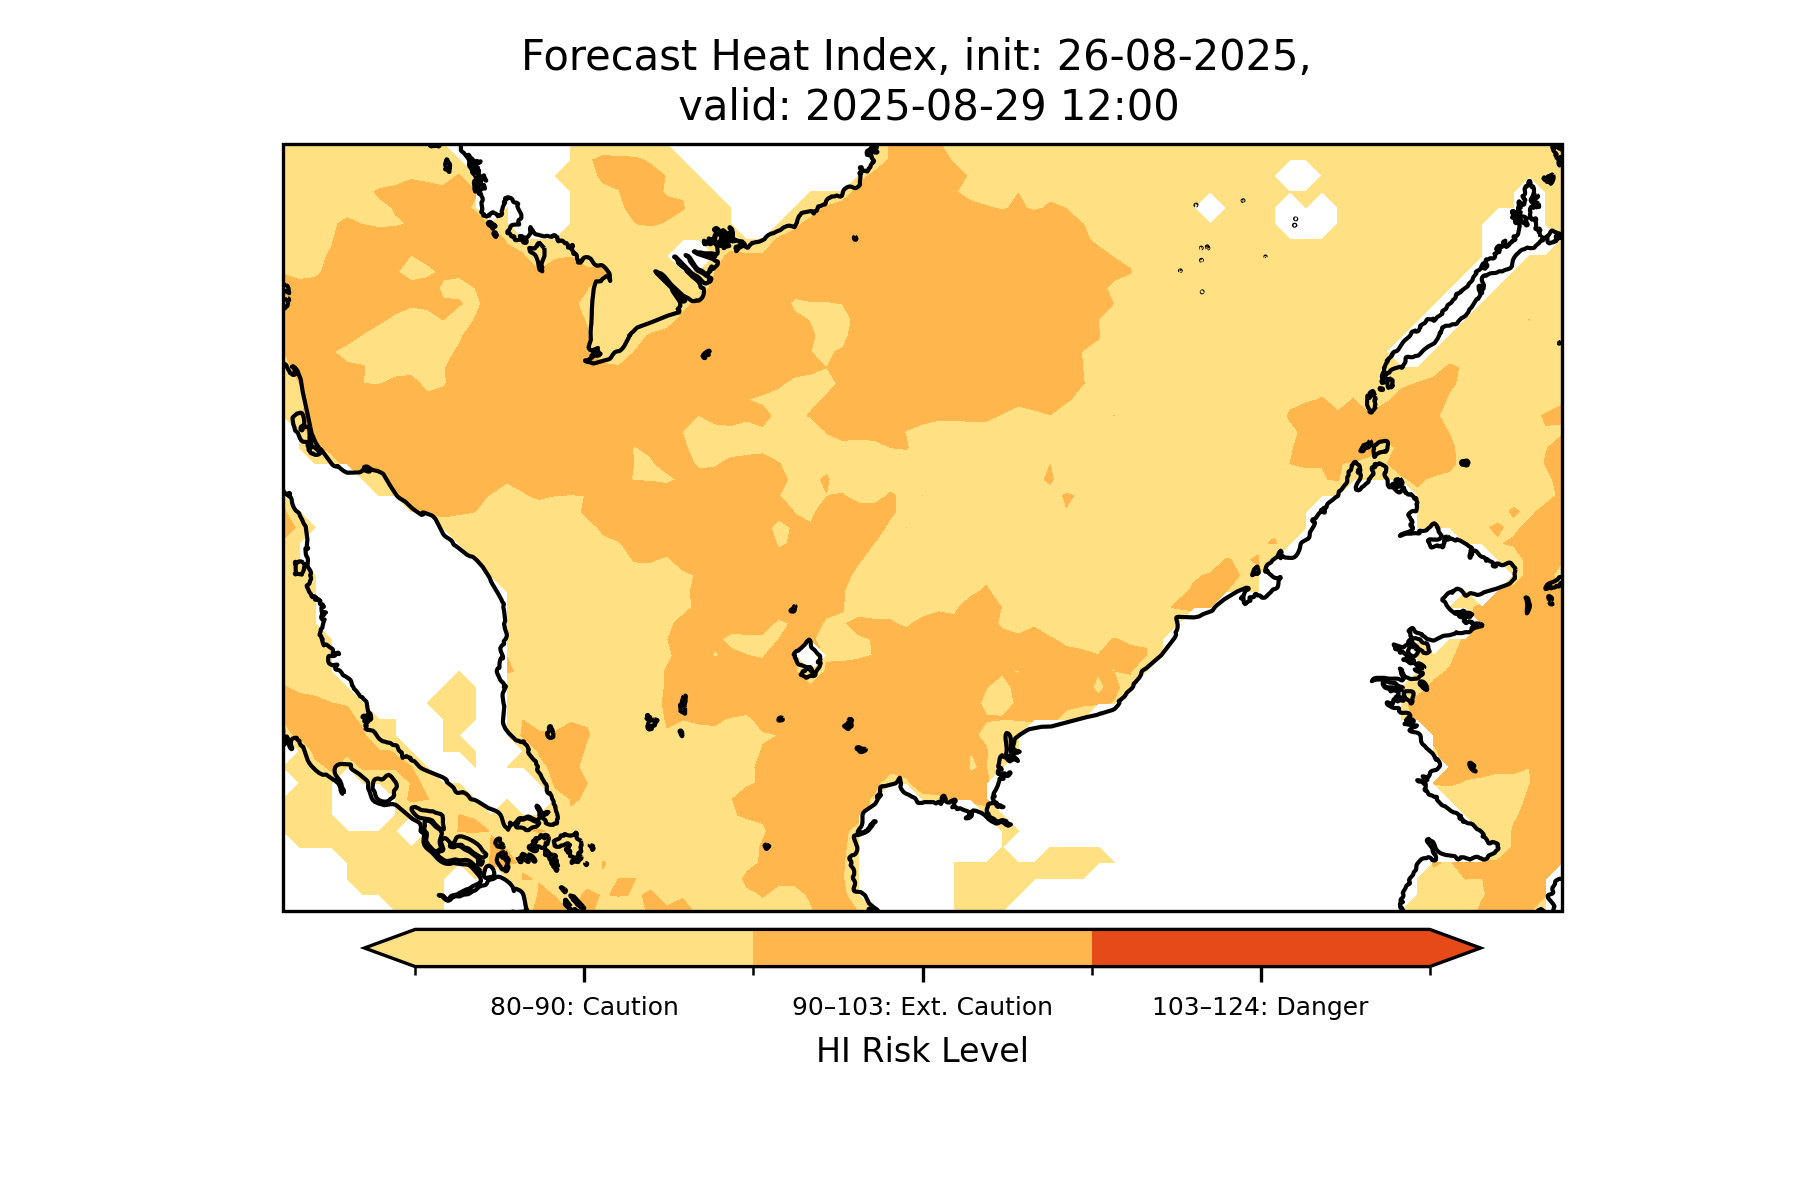 Forecast Heat Index, init: 26-08-2025,
valid: 2025-08-29 12:00
80–90: Caution
90–103: Ext. Caution
103–124: Danger
HI Risk Level